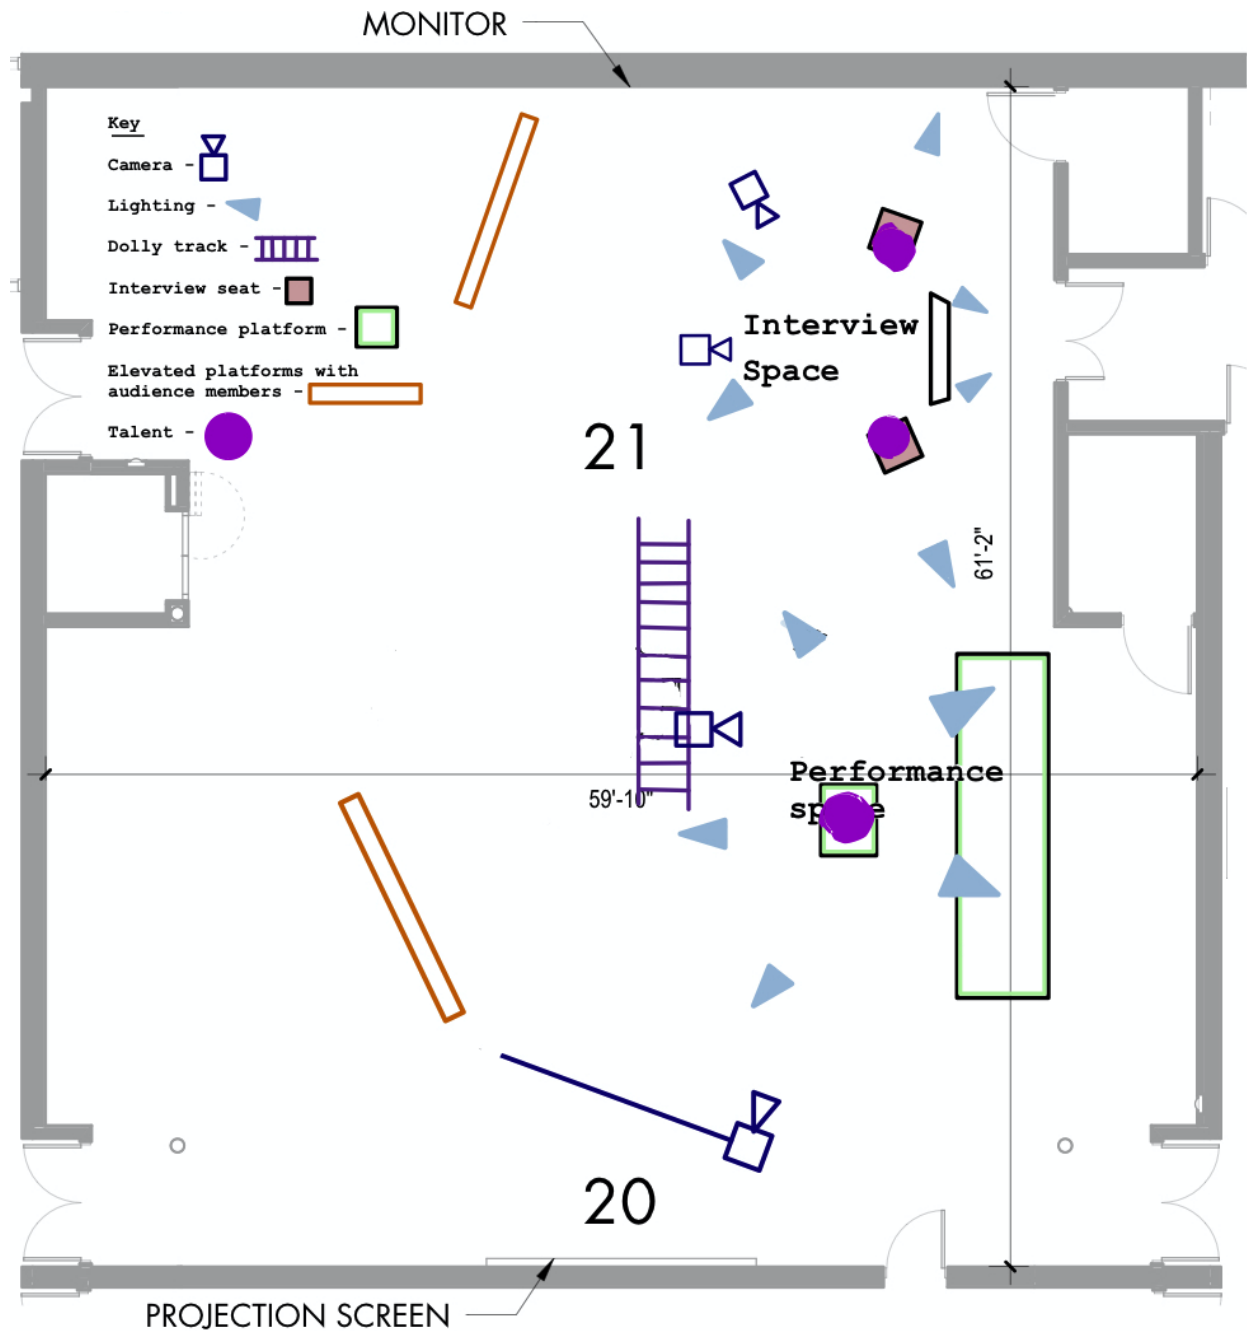 MONITOR
Key
Camera -
Lighting -
Dolly track -
Interview seat -
Performance platform -
Elevated platforms with
audience members -
Talent -
Interview
Space
21
61'-2"
Performance
59'-10"
20
PROJECTION SCREEN